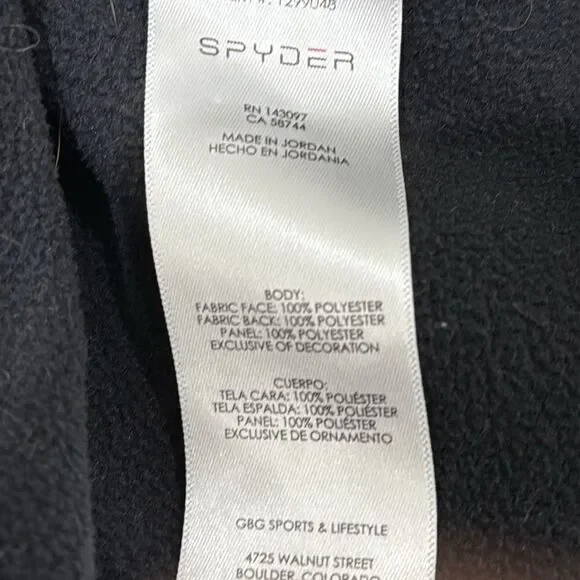 1299048
SPYDER
RN 143097
CA 58744
MADE IN JORDAN
HECHO EN JORDANIA
BODY:
FABRIC FACE: 100% POLYESTER
FABRIC BACK: 100% POLYESTER
PANEL: 100% POLYESTER
EXCLUSIVE OF DECORATION
CUERPO:
TELA CARA: 100% POLIÉSTER
TELA ESPALDA: 100% POLIÉSTER
PANEL: 100% POLIÉSTER
EXCLUSIVE DE ORNAMENTO
GBG SPORTS & LIFESTYLE
4725 WALNUT STREET
BOULDER, COLORADO